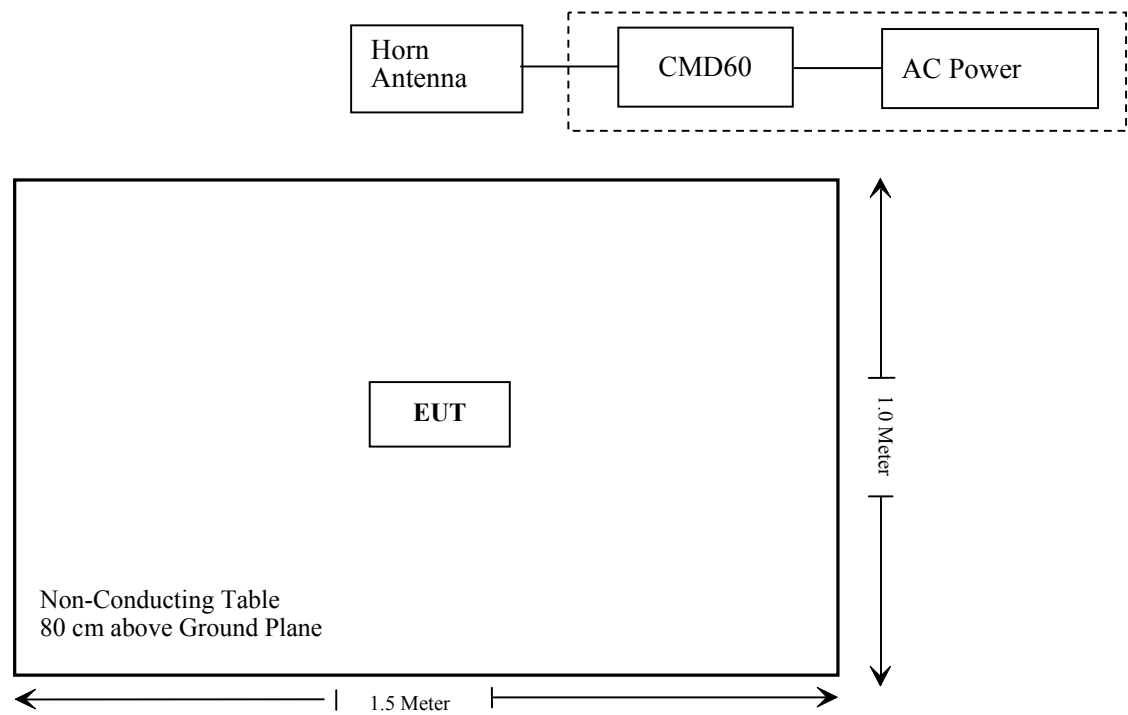 Horn
Antenna
CMD60
AC Power
EUT
1.0 Meter
Non-Conducting Table
80 cm above Ground Plane
1.5 Meter